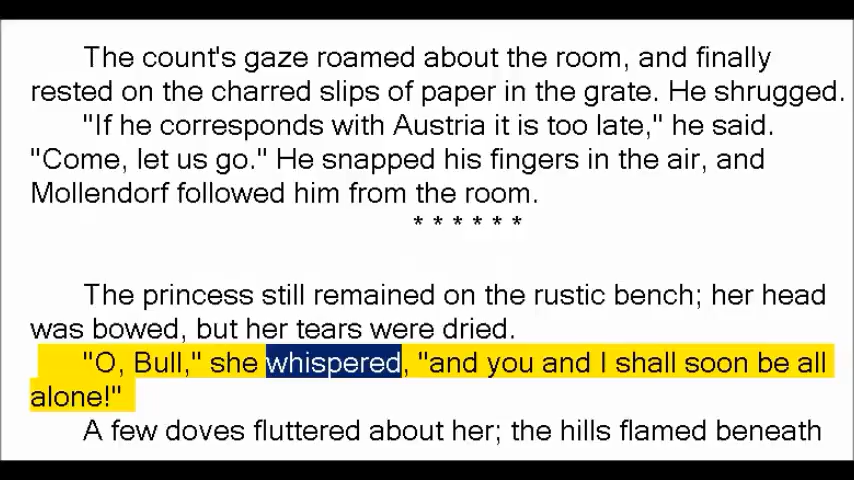 The count's gaze roamed about the room, and finally
rested on the charred slips of paper in the grate. He shrugged.
"If he corresponds with Austria it is too late," he said.
"Come, let us go." He snapped his fingers in the air, and
Mollendorf followed him from the room.
* * * * * *
The princess still remained on the rustic bench; her head
was bowed, but her tears were dried.
"O, Bull," she whispered, "and you and I shall soon be all
alone!"
A few doves fluttered about her; the hills flamed beneath